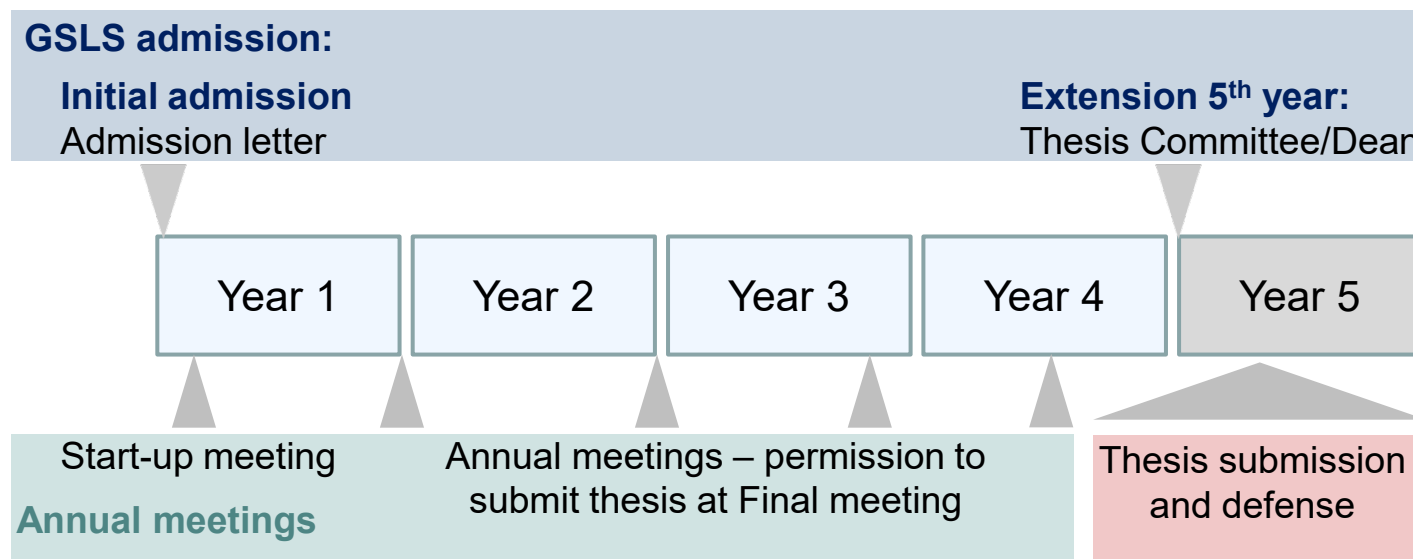 GSLS admission:
Initial admission
Admission letter
Extension 5th year:
Thesis Committee/Dean
Year 1
Year 2
Year 3
Year 4
Year 5
Start-up meeting
Annual meetings – permission to
submit thesis at Final meeting
Annual meetings
Thesis submission
and defense